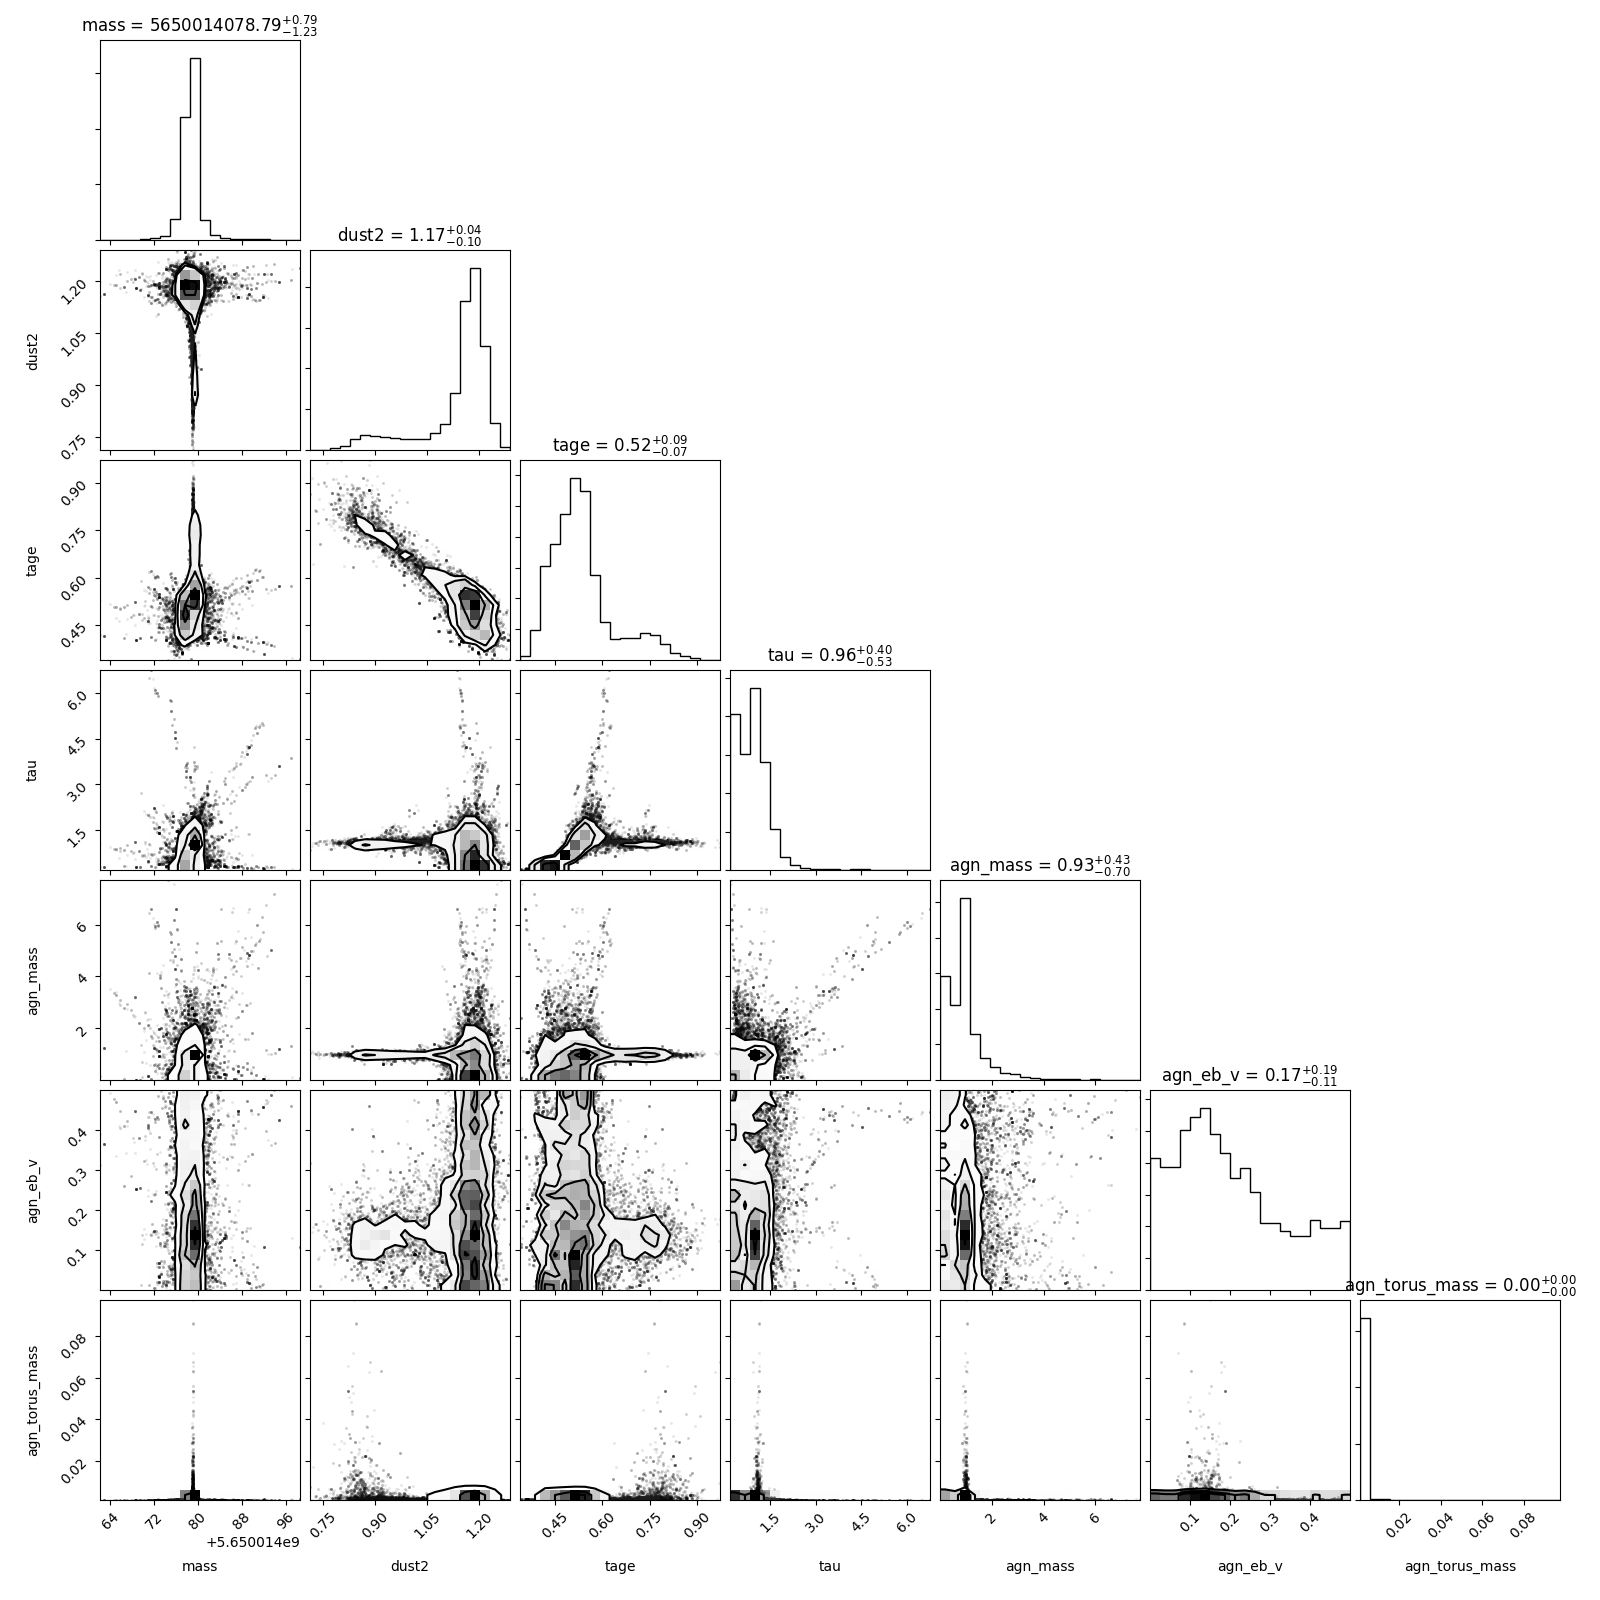 mass = 5650014078.79+0.79 −1.23
dust2 = 1.17+0.04 −0.10
1.20
1.05
0.90
0.75
dust2
tage = 0.52+0.09 −0.07
0.90
0.75
0.60
0.45
tage
tau = 0.96+0.40 −0.53
6.0
4.5
3.0
1.5
tau
agn_mass = 0.93+0.43 −0.70
6
4
2
agn_mass
agn_eb_v = 0.17+0.19 −0.11
0.4
0.3
0.2
0.1
agn_eb_v
agn_torus_mass = 0.00+0.00 −0.00
0.08
0.06
0.04
0.02
agn_torus_mass
64 72 80 88 96
+5.650014e9
mass
0.75 0.90 1.05 1.20
dust2
0.45 0.60 0.75 0.90
tage
1.5 3.0 4.5 6.0
tau
2 4 6
agn_mass
0.1 0.2 0.3 0.4
agn_eb_v
0.02 0.04 0.06 0.08
agn_torus_mass